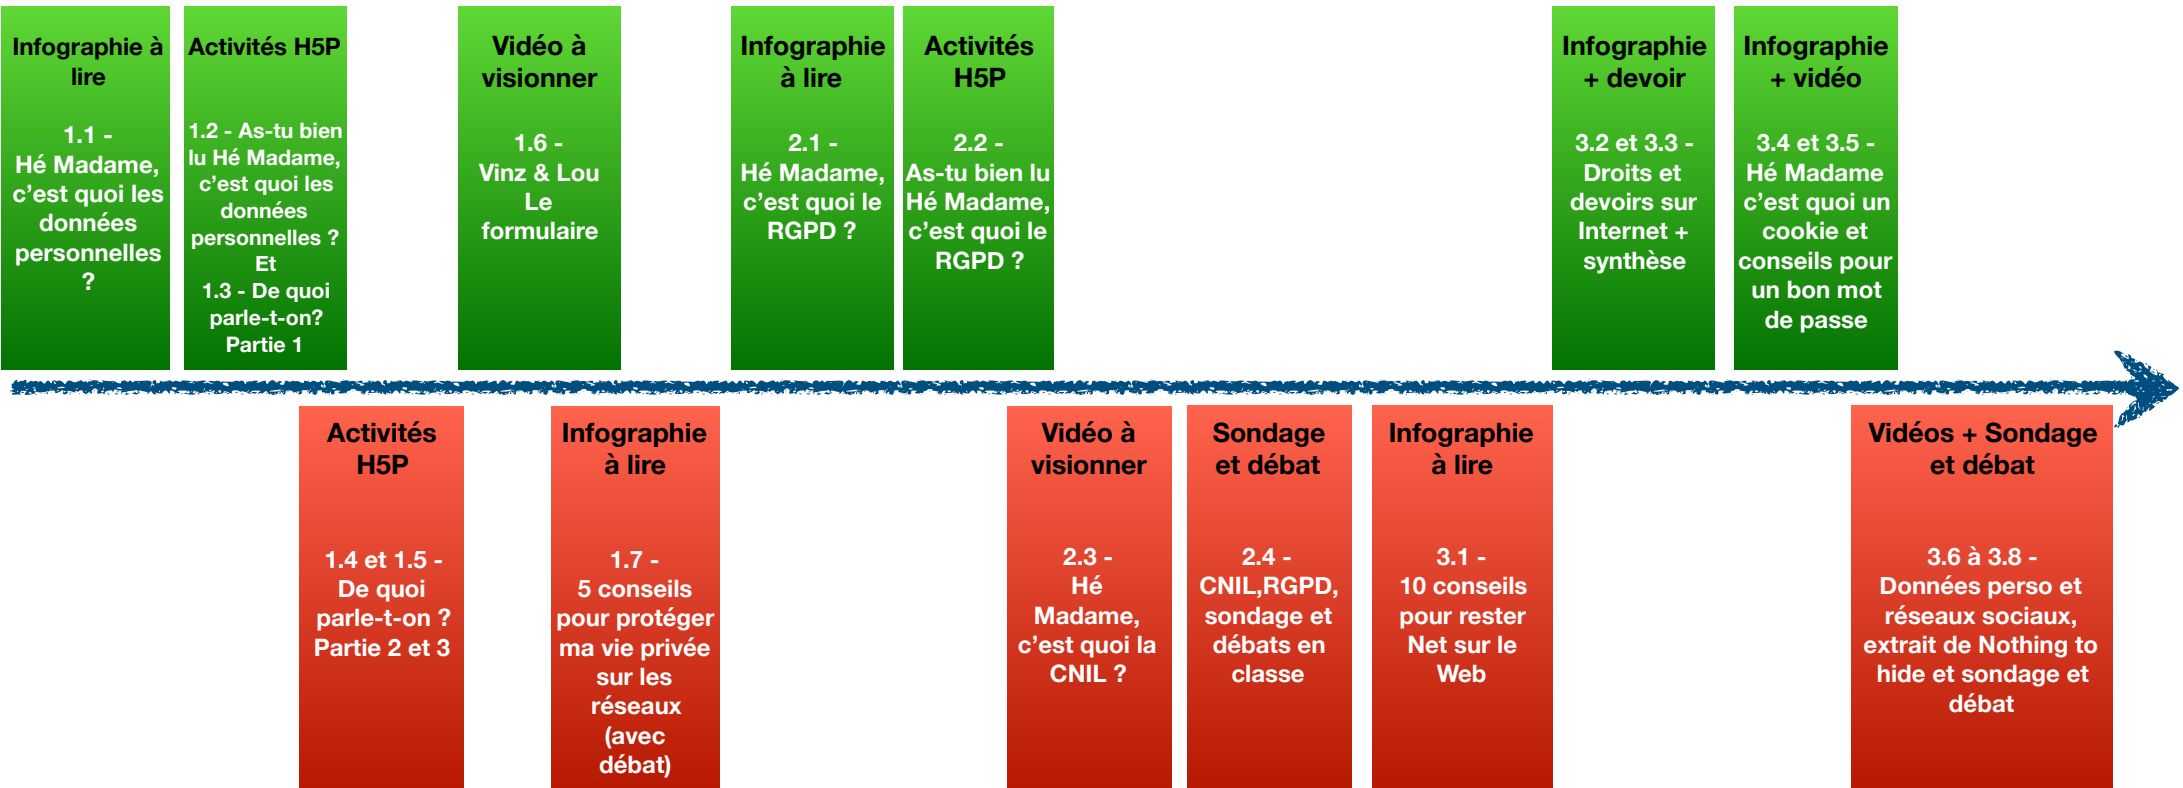 Infographie à
lire
1.1 -
Hé Madame,
c’est quoi les
données
personnelles
?
Activités H5P
1.2 - As-tu bien
lu Hé Madame,
c’est quoi les
données
personnelles ?
Et
1.3 - De quoi
parle-t-on?
Partie 1
Activités
H5P
1.4 et 1.5 -
De quoi
parle-t-on ?
Partie 2 et 3
Vidéo à
visionner
1.6 -
Vinz & Lou
Le
formulaire
Infographie
à lire
1.7 -
5 conseils
pour protéger
ma vie privée
sur les
réseaux
(avec
débat)
Infographie
à lire
2.1 -
Hé Madame,
c’est quoi le
RGPD ?
Activités
H5P
2.2 -
As-tu bien lu
Hé Madame,
c’est quoi le
RGPD ?
Vidéo à
visionner
2.3 -
Hé
Madame,
c’est quoi la
CNIL ?
Sondage
et débat
2.4 -
CNIL,RGPD,
sondage et
débats en
classe
Infographie
à lire
3.1 -
10 conseils
pour rester
Net sur le
Web
Infographie
+ devoir
3.2 et 3.3 -
Droits et
devoirs sur
Internet +
synthèse
Infographie
+ vidéo
3.4 et 3.5 -
Hé Madame
c’est quoi un
cookie et
conseils pour
un bon mot
de passe
Vidéos + Sondage
et débat
3.6 à 3.8 -
Données perso et
réseaux sociaux,
extrait de Nothing to
hide et sondage et
débat